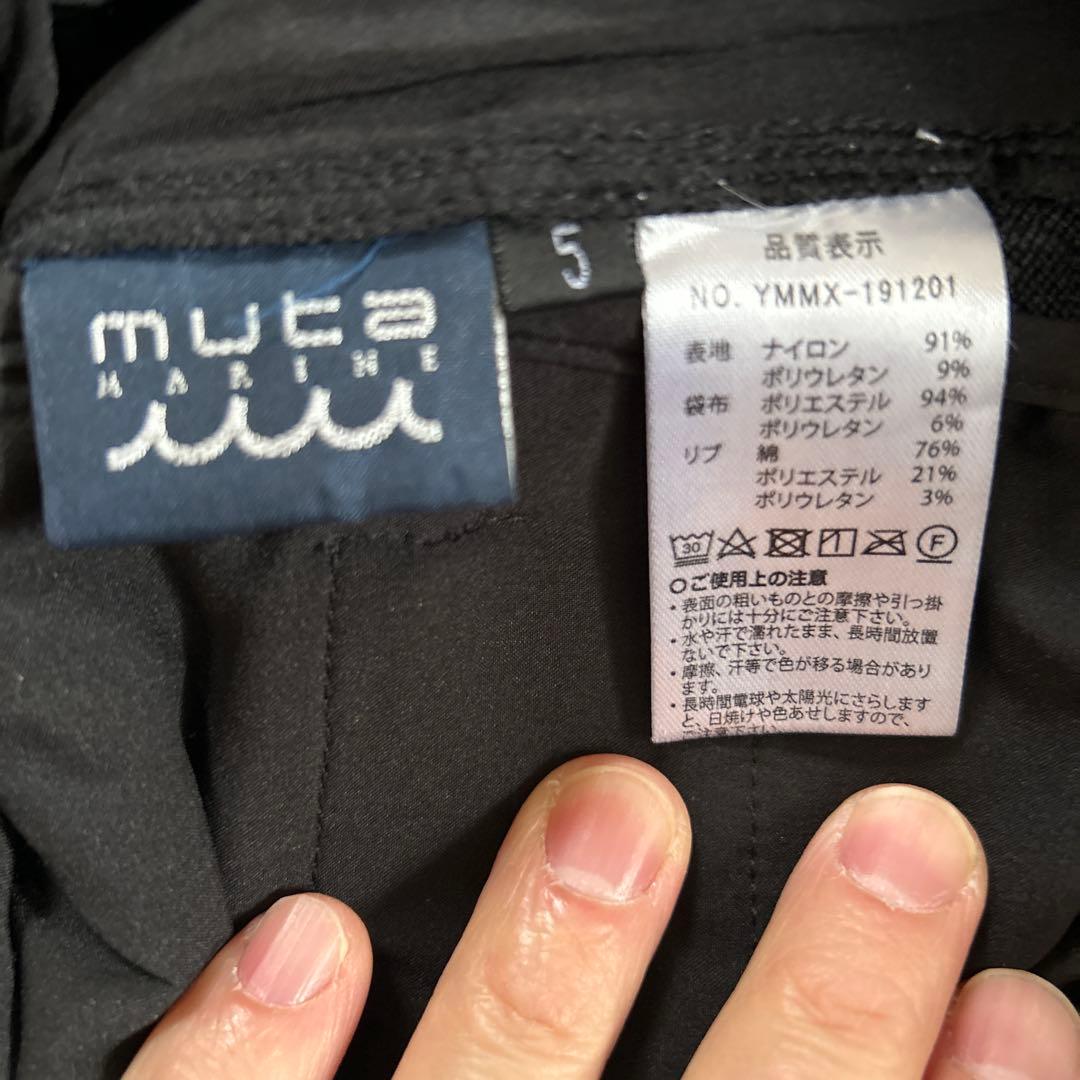 muta
MARINE
5
品質表示
NO. YMMX-191201
表地 ナイロン 91%
ポリウレタン 9%
袋布 ポリエステル 94%
ポリウレタン 6%
リブ 綿 76%
ポリエステル 21%
ポリウレタン 3%
30 1 F
○ご使用上の注意
・表面の粗いものとの摩擦や引っ掛
かりには十分にご注意下さい。
・水や汗で濡れたまま、長時間放置
ないで下さい。
・摩擦、汗等で色が移る場合があり
ます。
・長時間電球や太陽光にさらします
と、日焼けや色あせしますので、
ご注意下さい。